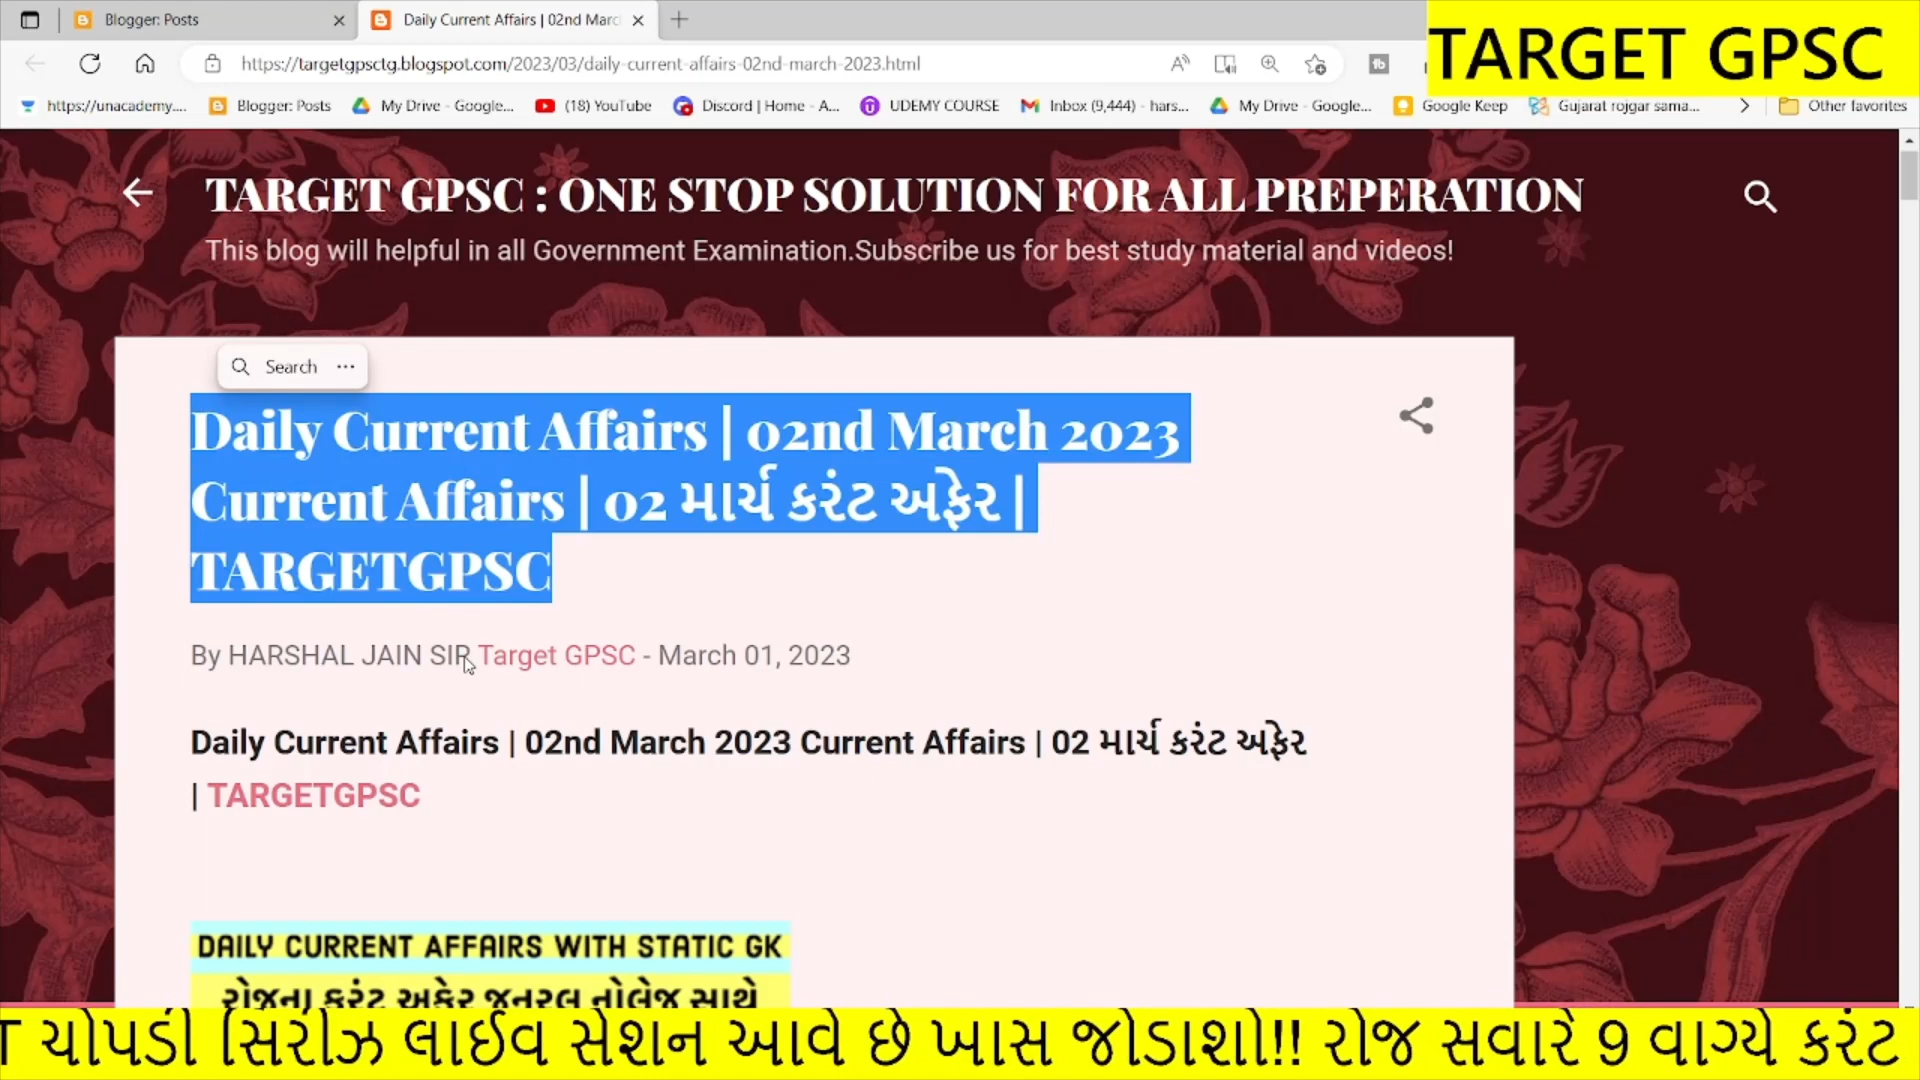 Blogger: Posts
Daily Current Affairs | 02nd Marc
TARGET GPSC
https://targetgpsctg.blogspot.com/2023/03/daily-current-affairs-02nd-march-2023.html
https://unacademy....
Blogger: Posts
My Drive - Google...
(18) YouTube
Discord | Home - A...
UDEMY COURSE
Inbox (9,444) - hars...
My Drive - Google...
Google Keep
Gujarat rojgar sama...
Other favorites
TARGET GPSC : ONE STOP SOLUTION FOR ALL PREPERATION
This blog will helpful in all Government Examination.Subscribe us for best study material and videos!
Search
Daily Current Affairs | 02nd March 2023
Current Affairs | 02 માર્ચ કરંટ અફેર |
TARGETGPSC
By HARSHAL JAIN SIR Target GPSC - March 01, 2023
Daily Current Affairs | 02nd March 2023 Current Affairs | 02 માર્ચ કરંટ અફેર
| TARGETGPSC
DAILY CURRENT AFFAIRS WITH STATIC GK
રોજના કરંટ અફેર જનરલ નોલેજ સાથે
T ચોપડી સિરીઝ લાઈવ સેશન આવે છે ખાસ જોડાશો!! રોજ સવારે 9 વાગ્યે કરંટ